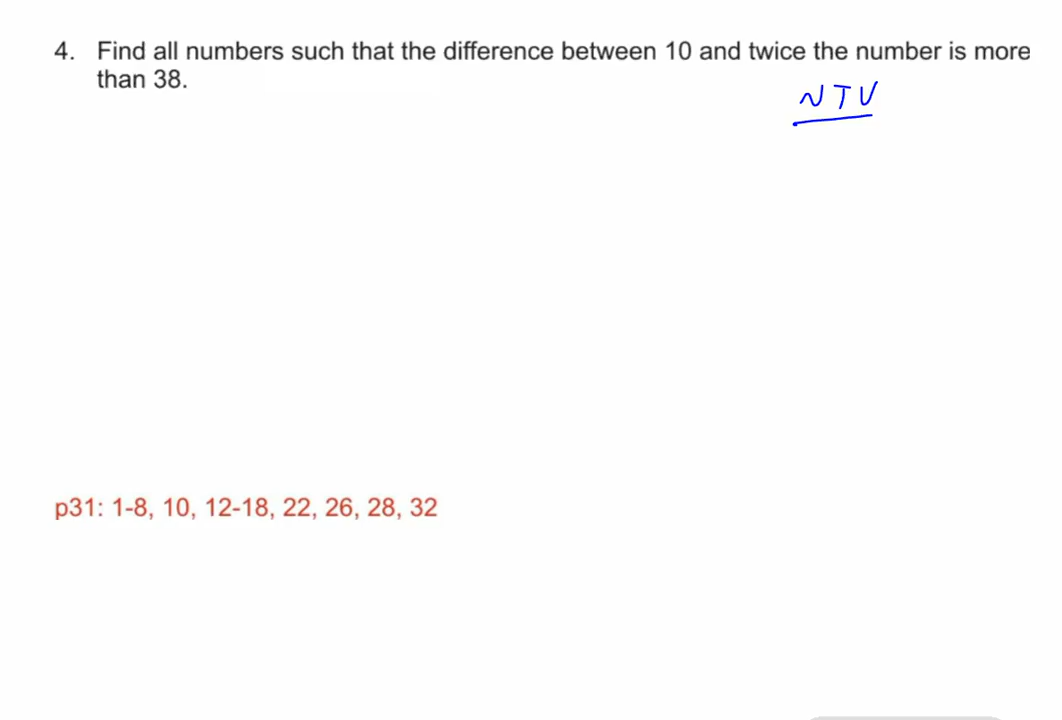 4. Find all numbers such that the difference between 10 and twice the number is more
than 38.
NTV
p31: 1-8, 10, 12-18, 22, 26, 28, 32